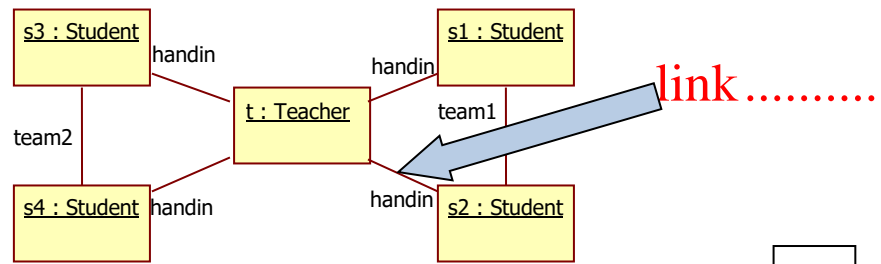 s3 : Student
s1 : Student
handin
handin
link ..........
t : Teacher
team1
team2
s4 : Student
handin
handin
s2 : Student